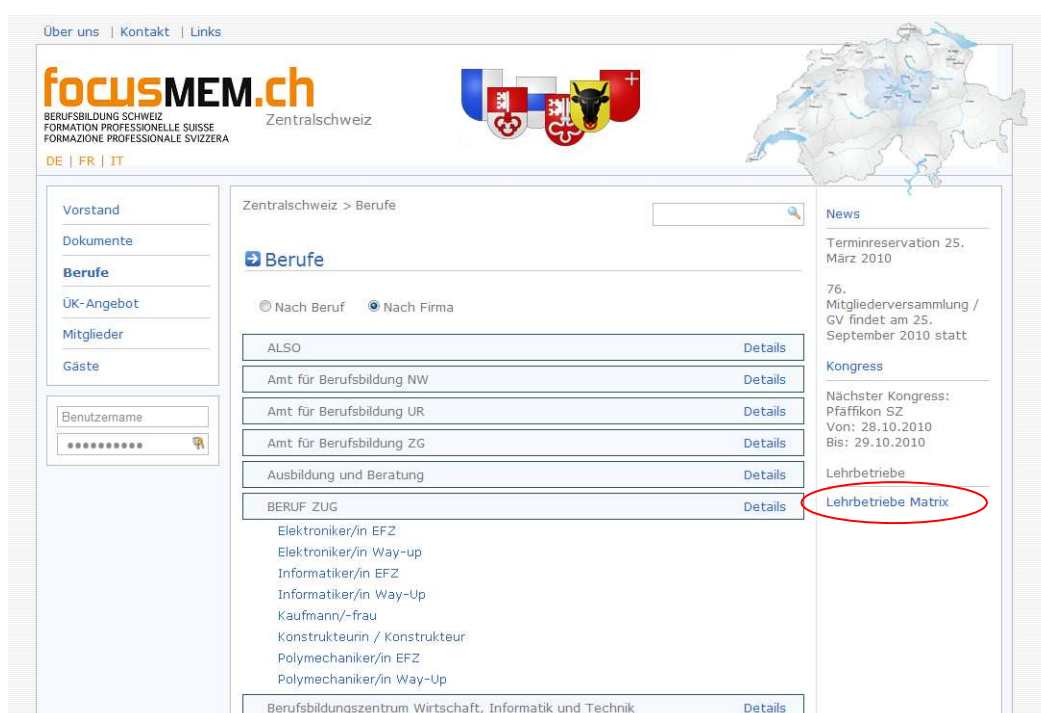 Über uns | Kontakt | Links
focusMEM.ch
BERUFSBILDUNG SCHWEIZ
FORMATION PROFESSIONELLE SUISSE
FORMAZIONE PROFESSIONALE SVIZZERA
Zentralschweiz
DE | FR | IT
Vorstand
Dokumente
Berufe
ÜK-Angebot
Mitglieder
Gäste
Benutzername
Zentralschweiz > Berufe
Berufe
Nach Beruf Nach Firma
ALSO Details
Amt für Berufsbildung NW Details
Amt für Berufsbildung UR Details
Amt für Berufsbildung ZG Details
Ausbildung und Beratung Details
BERUF ZUG Details
Elektroniker/in EFZ
Elektroniker/in Way-up
Informatiker/in EFZ
Informatiker/in Way-Up
Kaufmann/-frau
Konstrukteurin / Konstrukteur
Polymechaniker/in EFZ
Polymechaniker/in Way-Up
Berufsbildungszentrum Wirtschaft, Informatik und Technik Details
News
Terminreservation 25.
März 2010
76.
Mitgliederversammlung /
GV findet am 25.
September 2010 statt
Kongress
Nächster Kongress:
Pfäffikon SZ
Von: 28.10.2010
Bis: 29.10.2010
Lehrbetriebe
Lehrbetriebe Matrix